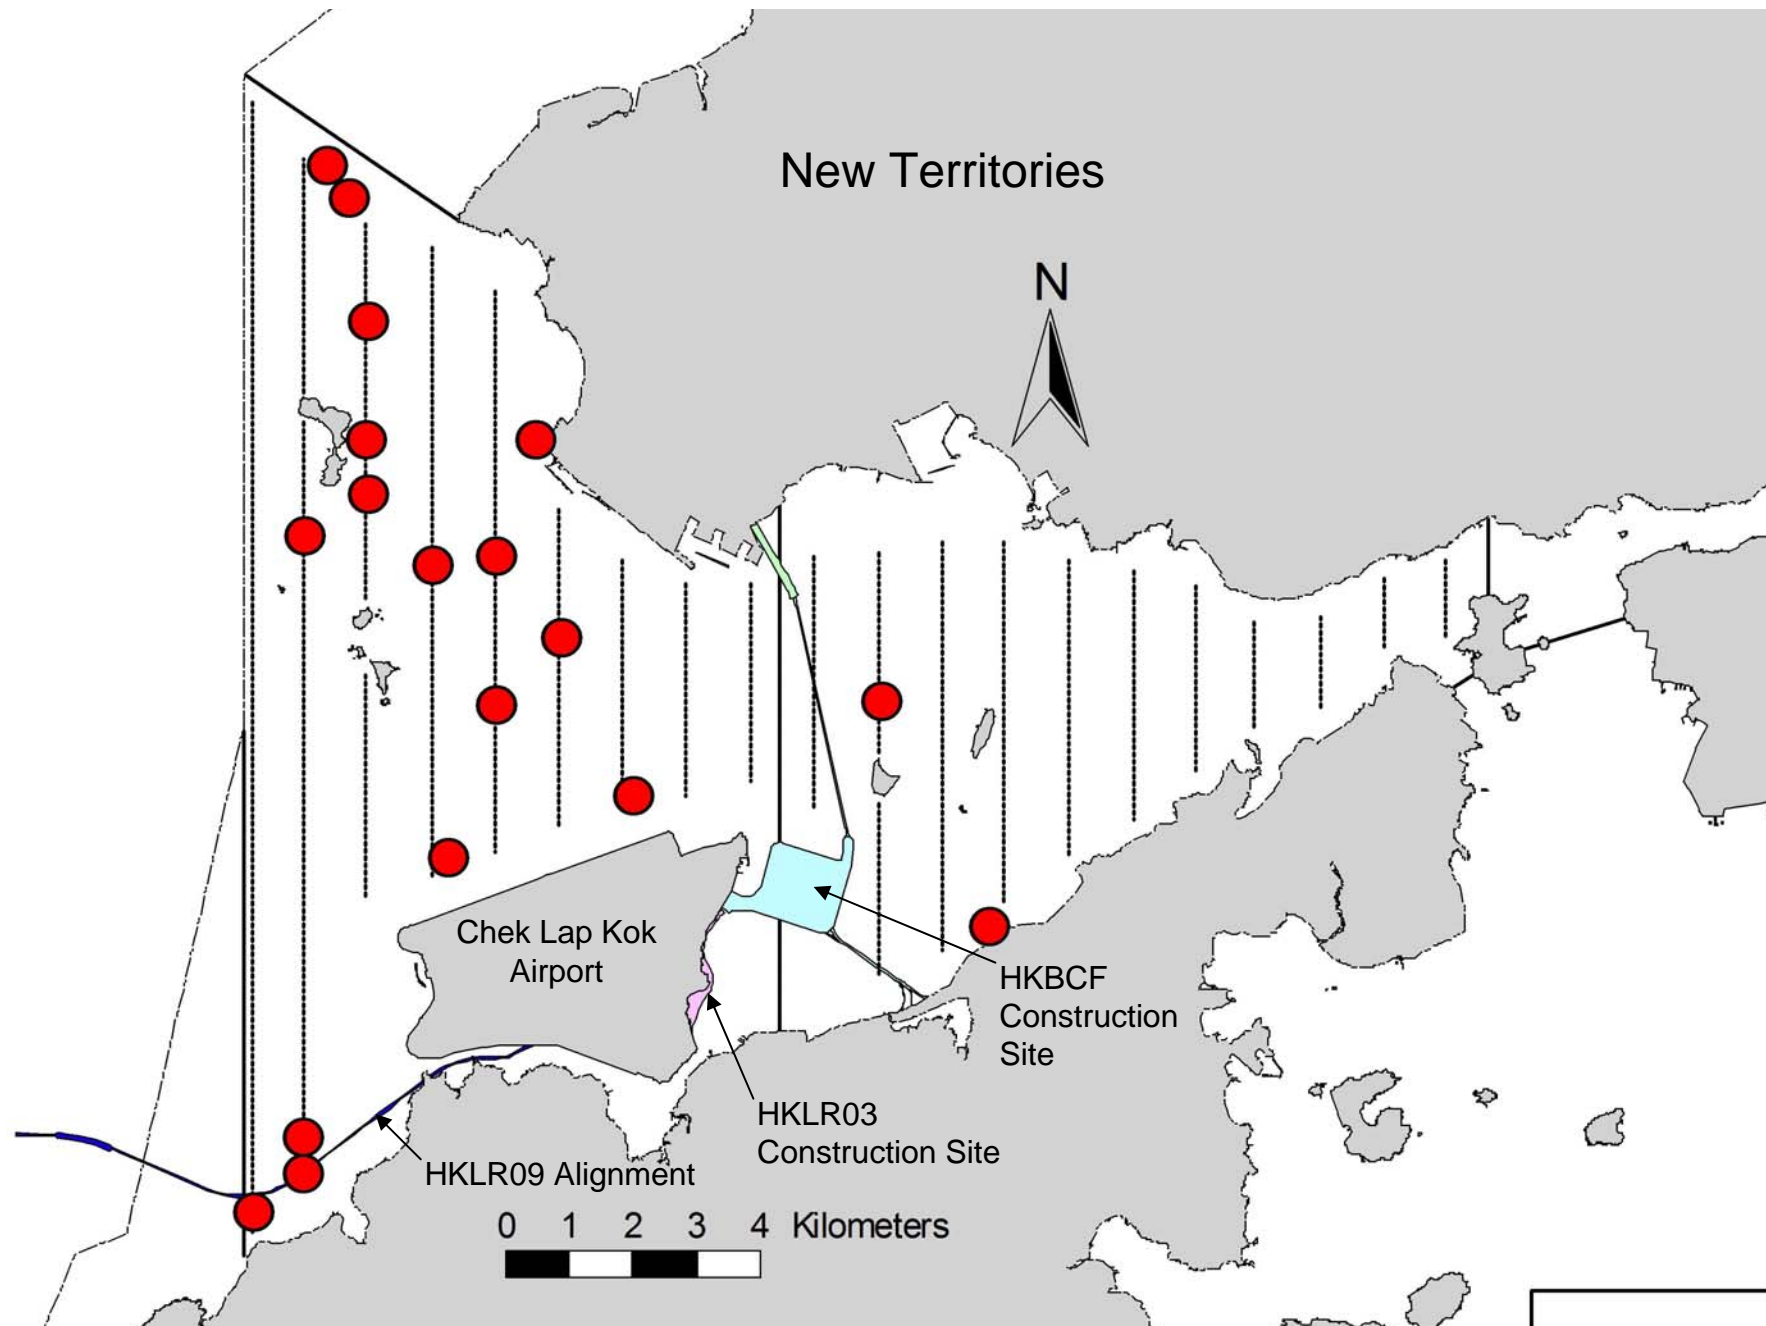 New Territories
N
Chek Lap Kok
Airport
HKBCF
Construction
Site
HKLR03
Construction Site
HKLR09 Alignment
0 1 2 3 4 Kilometers